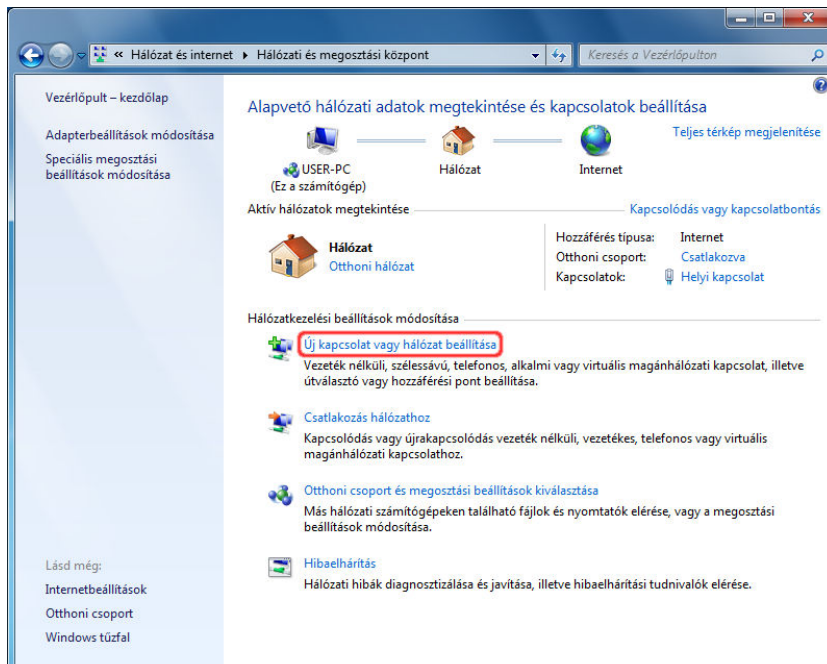 « Hálózat és internet ▸ Hálózati és megosztási központ
Keresés a Vezérlőpulton
Vezérlőpult – kezdőlap
Adapterbeállítások módosítása
Speciális megosztási
beállítások módosítása
Alapvető hálózati adatok megtekintése és kapcsolatok beállítása
Teljes térkép megjelenítése
USER-PC
(Ez a számítógép)
Hálózat
Internet
Aktív hálózatok megtekintése
Kapcsolódás vagy kapcsolatbontás
Hálózat
Otthoni hálózat
Hozzáférés típusa: Internet
Otthoni csoport: Csatlakozva
Kapcsolatok: Helyi kapcsolat
Hálózatkezelési beállítások módosítása
Új kapcsolat vagy hálózat beállítása
Vezeték nélküli, szélessávú, telefonos, alkalmi vagy virtuális magánhálózati kapcsolat, illetve
útválasztó vagy hozzáférési pont beállítása.
Csatlakozás hálózathoz
Kapcsolódás vagy újrakapcsolódás vezeték nélküli, vezetékes, telefonos vagy virtuális
magánhálózati kapcsolathoz.
Otthoni csoport és megosztási beállítások kiválasztása
Más hálózati számítógépeken található fájlok és nyomtatók elérése, vagy a megosztási
beállítások módosítása.
Hibaelhárítás
Hálózati hibák diagnosztizálása és javítása, illetve hibaelhárítási tudnivalók elérése.
Lásd még:
Internetbeállítások
Otthoni csoport
Windows tűzfal